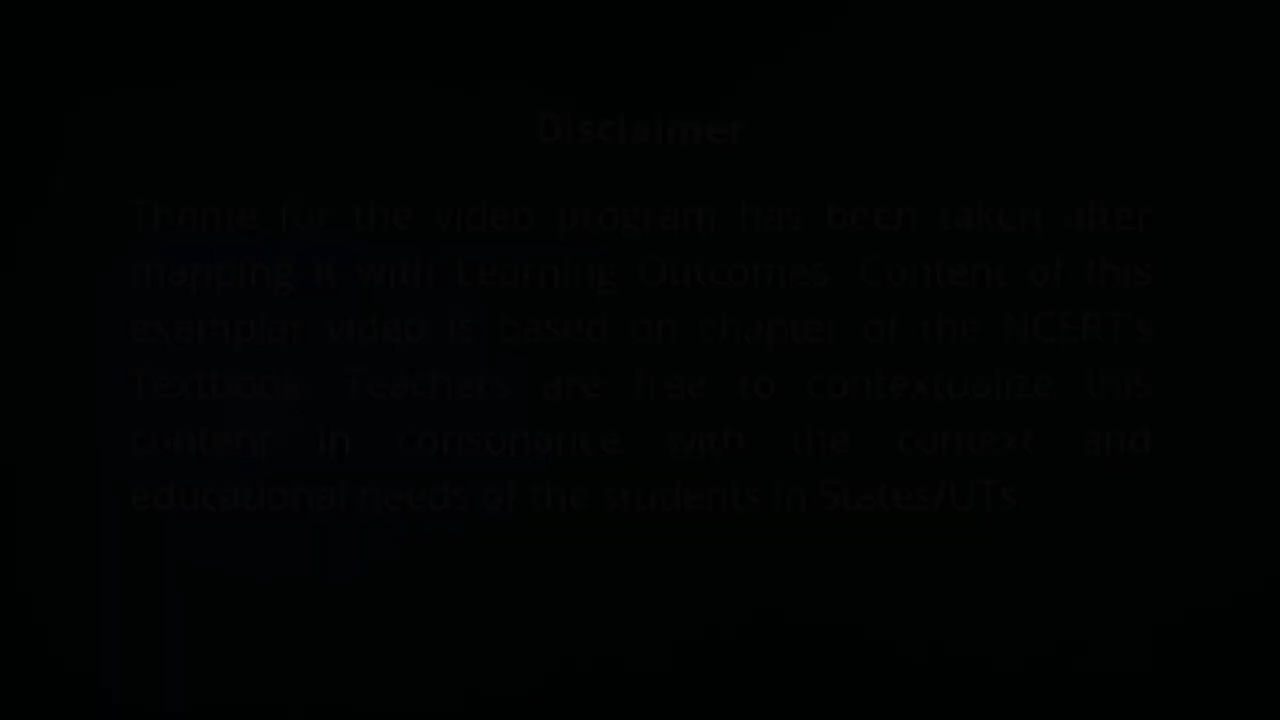 Disclaimer
Theme for the video program has been taken after
mapping it with Learning Outcomes. Content of this
exemplar video is based on chapter of the NCERT's
Textbook. Teachers are free to contextualize this
content in consonance with the context and
educational needs of the students in States/UTs.